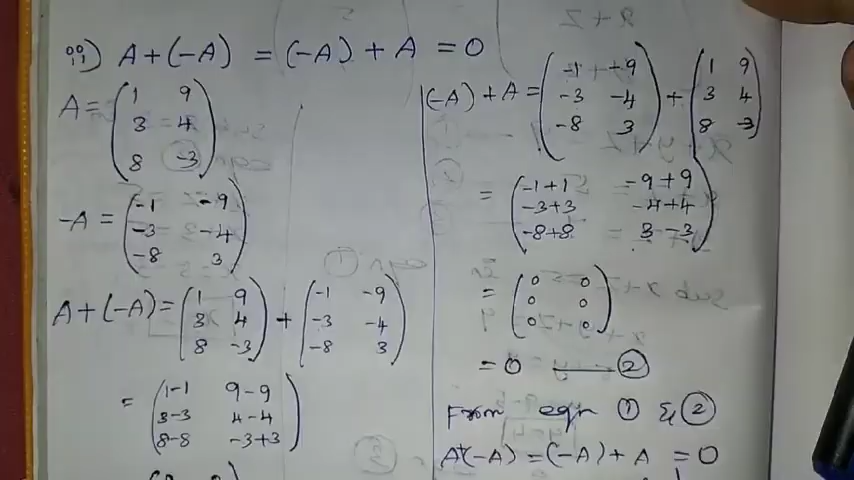 ii) A+(-A) = (-A) + A = 0
A = ( 1 9
3 4
8 -3 )
-A = ( -1 -9
-3 -4
-8 3 )
A+(-A) = ( 1 9 ) + ( -1 -9 )
( 3 4 ) ( -3 -4 )
( 8 -3 ) ( -8 3 )
= ( 1-1 9-9
3-3 4-4
8-8 -3+3 )
(-A)+A = ( -1 -9 ) + ( 1 9 )
( -3 -4 ) ( 3 4 )
( -8 3 ) ( 8 -3 )
= ( -1+1 -9+9
-3+3 -4+4
-8+8 3-3 )
= ( 0 0
0 0
0 0 )
= 0 — ②
From eqn ① & ②
A+(-A) = (-A)+A = 0